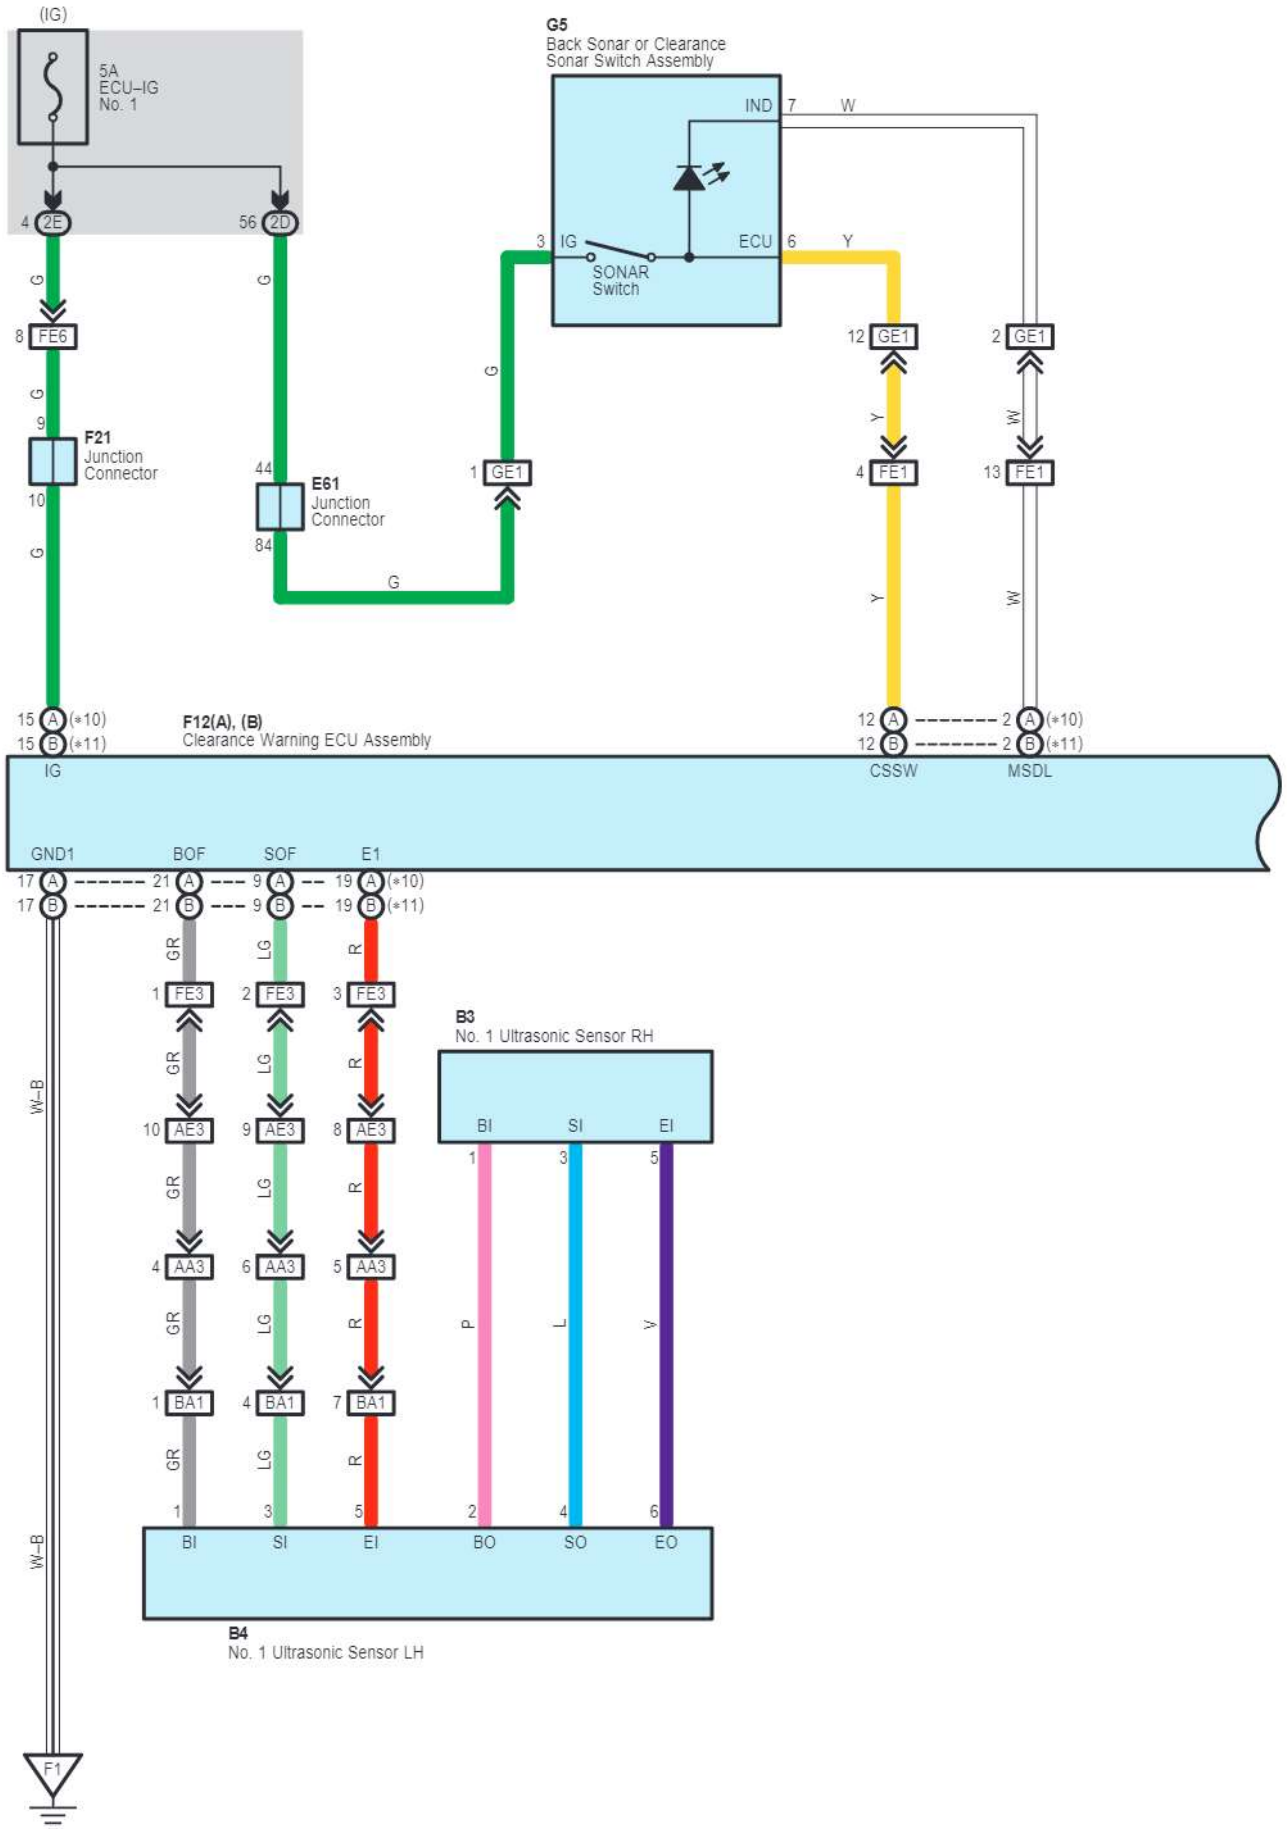 (IG)
5A
ECU–IG
No. 1
4 2E
56 2D
G
G
8 FE6
G
9
F21
Junction
Connector
10
G
44
E61
Junction
Connector
84
G
G
1 GE1
G5
Back Sonar or Clearance
Sonar Switch Assembly
IND 7 W
3 IG
SONAR
Switch
ECU 6 Y
12 GE1
2 GE1
Y
W
4 FE1
13 FE1
Y
W
15 A (*10)
15 B (*11)
F12(A), (B)
Clearance Warning ECU Assembly
12 A 2 A (*10)
12 B 2 B (*11)
IG
CSSW
MSDL
GND1
BOF
SOF
E1
17 A 21 A 9 A 19 A (*10)
17 B 21 B 9 B 19 B (*11)
GR
LG
R
1 FE3
2 FE3
3 FE3
GR
LG
R
W–B
10 AE3
9 AE3
8 AE3
GR
LG
R
4 AA3
6 AA3
5 AA3
GR
LG
R
1 BA1
4 BA1
7 BA1
GR
LG
R
B3
No. 1 Ultrasonic Sensor RH
BI
SI
EI
1
3
5
P
L
V
1
3
5
2
4
6
BI
SI
EI
BO
SO
EO
W–B
B4
No. 1 Ultrasonic Sensor LH
F1